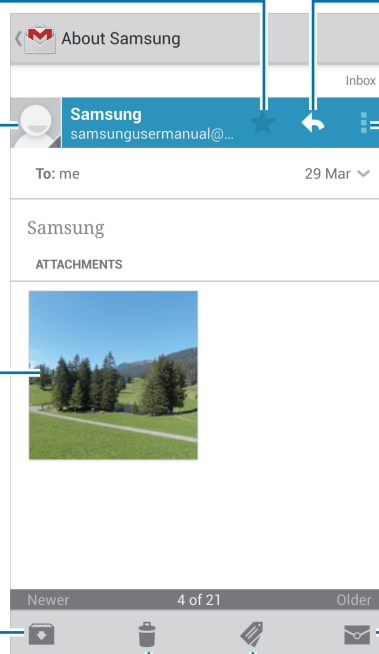 About Samsung
Inbox
Samsung
samsungusermanual@...
To: me 29 Mar
Samsung
ATTACHMENTS
Newer 4 of 21 Older